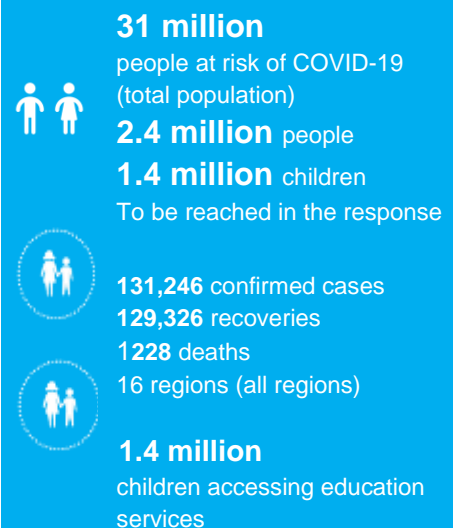 31 million
people at risk of COVID-19
(total population)
2.4 million people
1.4 million children
To be reached in the response
131,246 confirmed cases
129,326 recoveries
1228 deaths
16 regions (all regions)
1.4 million
children accessing education
services